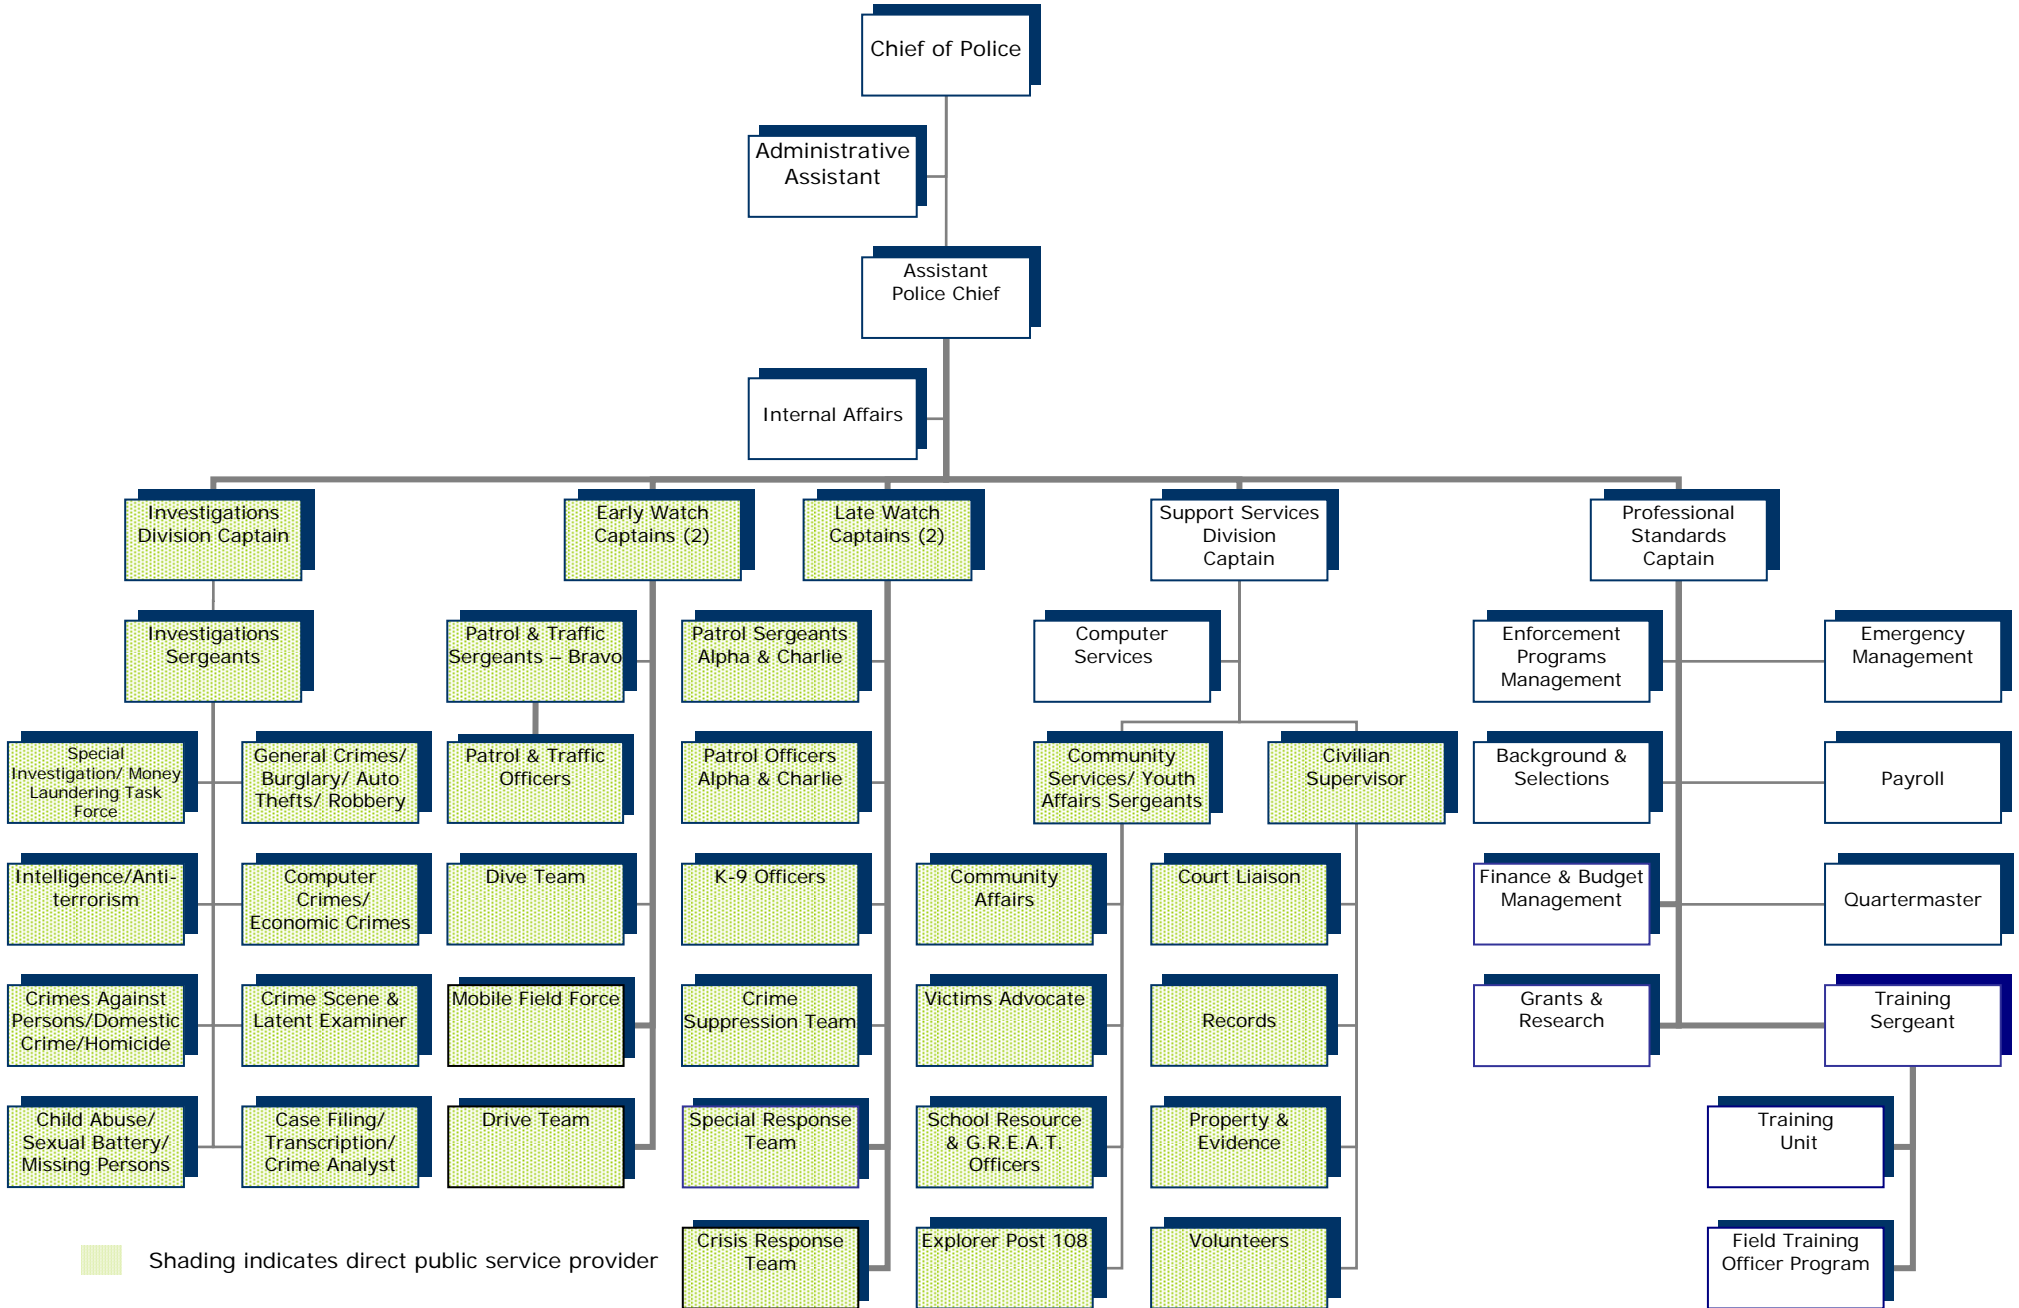 Chief of Police
Administrative
Assistant
Assistant
Police Chief
Internal Affairs
Investigations
Division Captain
Early Watch
Captains (2)
Late Watch
Captains (2)
Support Services
Division
Captain
Professional
Standards
Captain
Investigations
Sergeants
Patrol & Traffic
Sergeants – Bravo
Patrol Sergeants
Alpha & Charlie
Computer
Services
Enforcement
Programs
Management
Emergency
Management
Special
Investigation/ Money
Laundering Task
Force
General Crimes/
Burglary/ Auto
Thefts/ Robbery
Patrol & Traffic
Officers
Patrol Officers
Alpha & Charlie
Community
Services/ Youth
Affairs Sergeants
Civilian
Supervisor
Background &
Selections
Payroll
Intelligence/Anti-
terrorism
Computer
Crimes/
Economic Crimes
Dive Team
K-9 Officers
Community
Affairs
Court Liaison
Finance & Budget
Management
Quartermaster
Crimes Against
Persons/Domestic
Crime/Homicide
Crime Scene &
Latent Examiner
Mobile Field Force
Crime
Suppression Team
Victims Advocate
Records
Grants &
Research
Training
Sergeant
Child Abuse/
Sexual Battery/
Missing Persons
Case Filing/
Transcription/
Crime Analyst
Drive Team
Special Response
Team
School Resource
& G.R.E.A.T.
Officers
Property &
Evidence
Training
Unit
Shading indicates direct public service provider
Crisis Response
Team
Explorer Post 108
Volunteers
Field Training
Officer Program